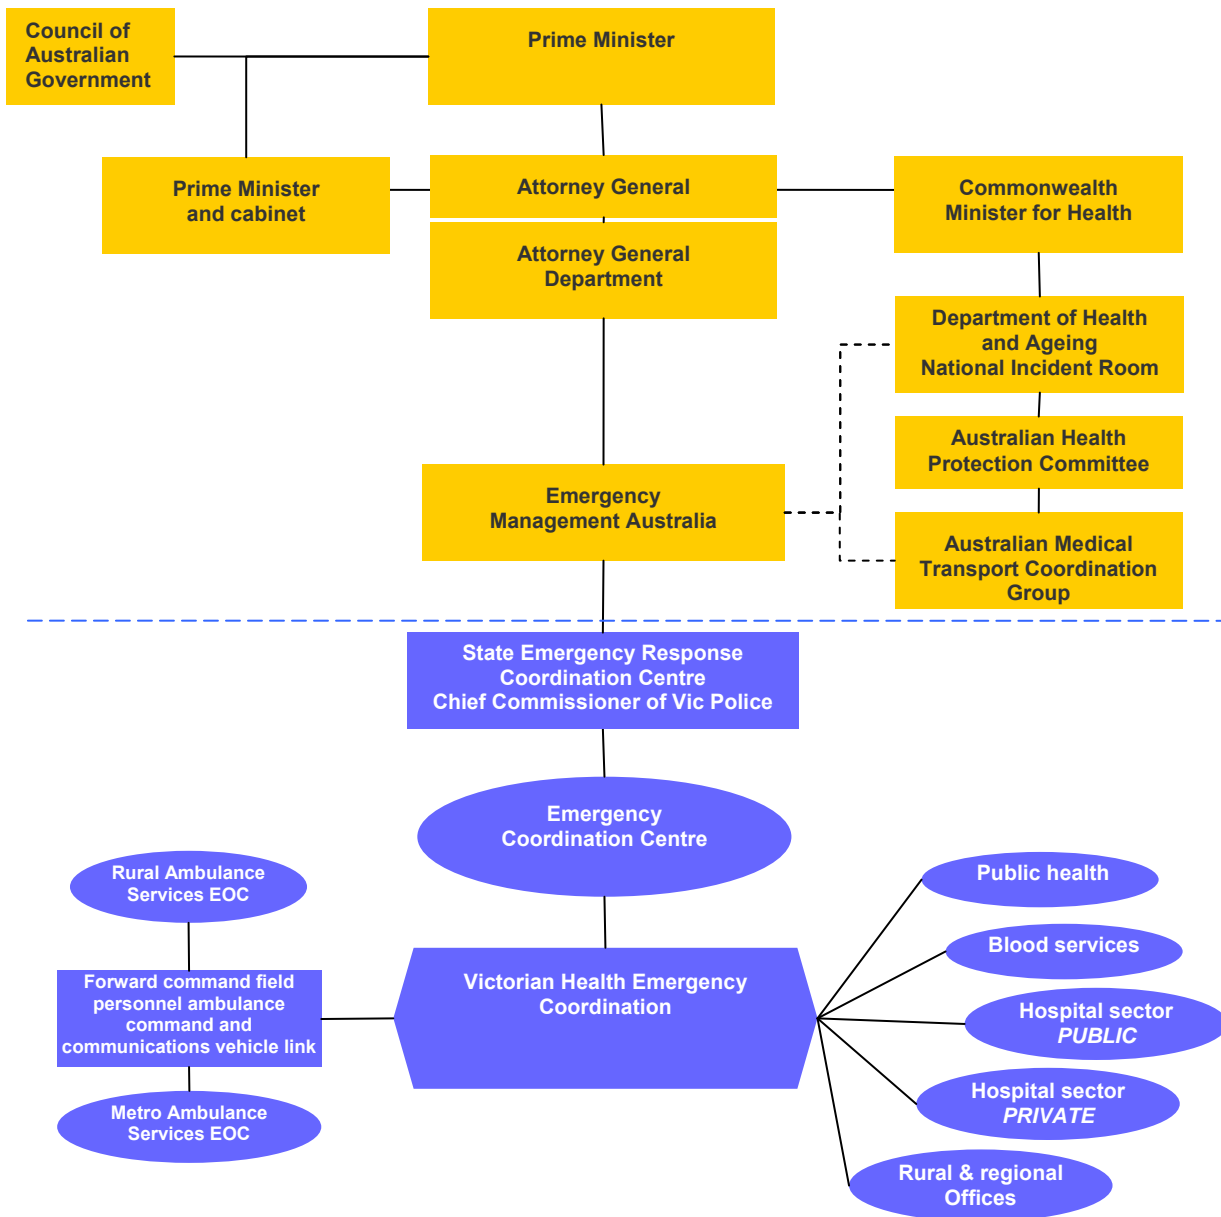 Council of
Australian
Government
Prime Minister
Prime Minister
and cabinet
Attorney General
Commonwealth
Minister for Health
Attorney General
Department
Department of Health
and Ageing
National Incident Room
Australian Health
Protection Committee
Emergency
Management Australia
Australian Medical
Transport Coordination
Group
State Emergency Response
Coordination Centre
Chief Commissioner of Vic Police
Emergency
Coordination Centre
Rural Ambulance
Services EOC
Forward command field
personnel ambulance
command and
communications vehicle link
Metro Ambulance
Services EOC
Victorian Health Emergency
Coordination
Public health
Blood services
Hospital sector
PUBLIC
Hospital sector
PRIVATE
Rural & regional
Offices